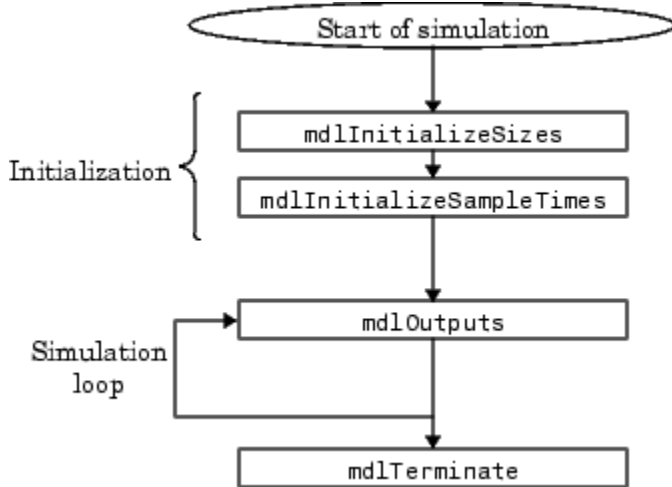 Start of simulation
mdlInitializeSizes
Initialization
mdlInitializeSampleTimes
mdlOutputs
Simulation
loop
mdlTerminate